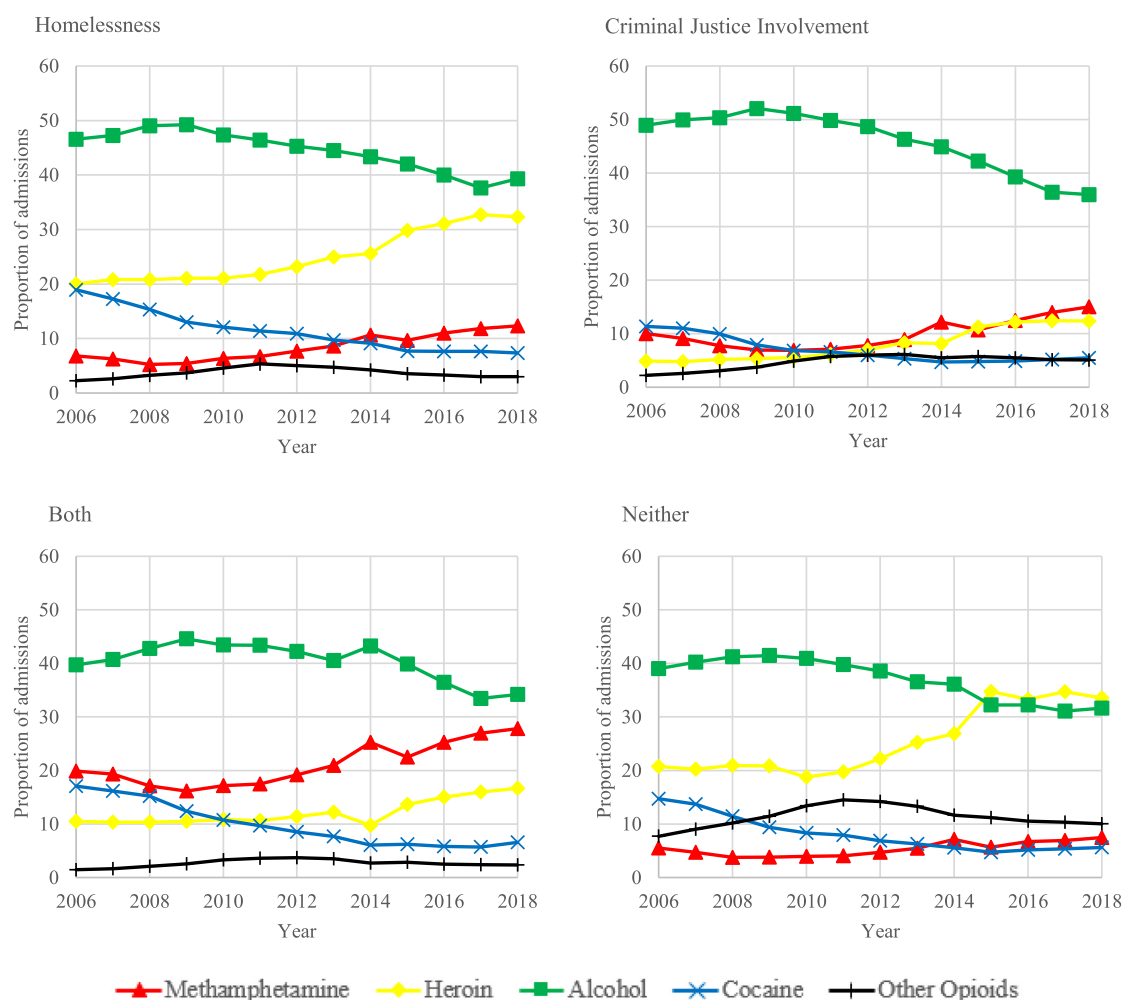 Homelessness
60
50
40
30
20
10
0
Proportion of admissions
2006 2008 2010 2012 2014 2016 2018
Year
Criminal Justice Involvement
60
50
40
30
20
10
0
Proportion of admissions
2006 2008 2010 2012 2014 2016 2018
Year
Both
60
50
40
30
20
10
0
Proportion of admissions
2006 2008 2010 2012 2014 2016 2018
Year
Neither
60
50
40
30
20
10
0
Proportion of admissions
2006 2008 2010 2012 2014 2016 2018
Year
Methamphetamine Heroin Alcohol Cocaine Other Opioids